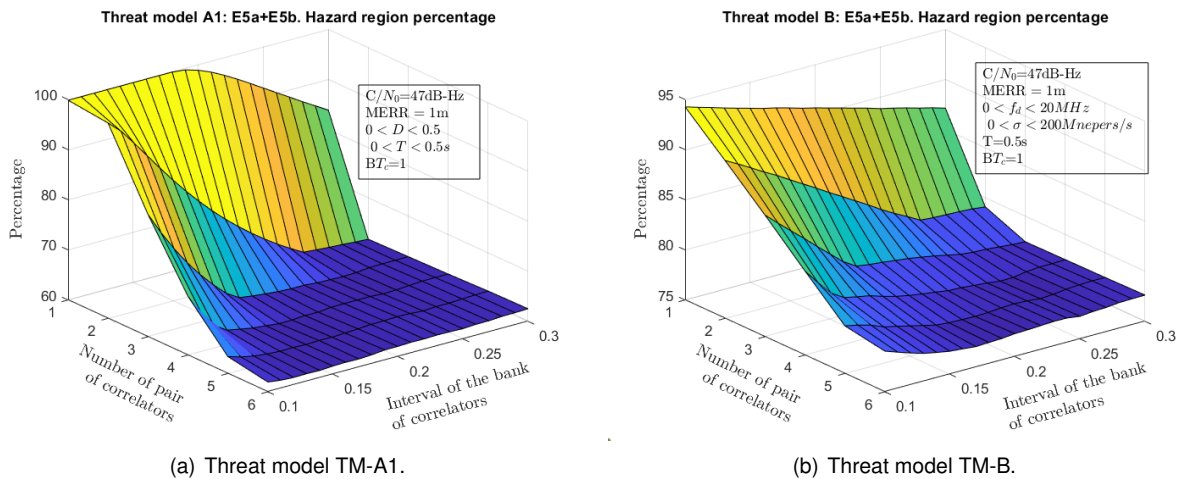 Threat model A1: E5a+E5b. Hazard region percentage
100
90
80
70
60
Percentage
1
2
3
4
5
6
Number of pair
of correlators
0.1
0.15
0.2
0.25
0.3
Interval of the bank
of correlators
C/N₀=47dB-Hz
MERR = 1m
0 < D < 0.5
0 < T < 0.5s
BT_c=1
(a) Threat model TM-A1.
Threat model B: E5a+E5b. Hazard region percentage
95
90
85
80
75
Percentage
1
2
3
4
5
6
Number of pair
of correlators
0.1
0.15
0.2
0.25
0.3
Interval of the bank
of correlators
C/N₀=47dB-Hz
MERR = 1m
0 < f_d < 20MHz
0 < σ < 200Mnepers/s
T=0.5s
BT_c=1
(b) Threat model TM-B.